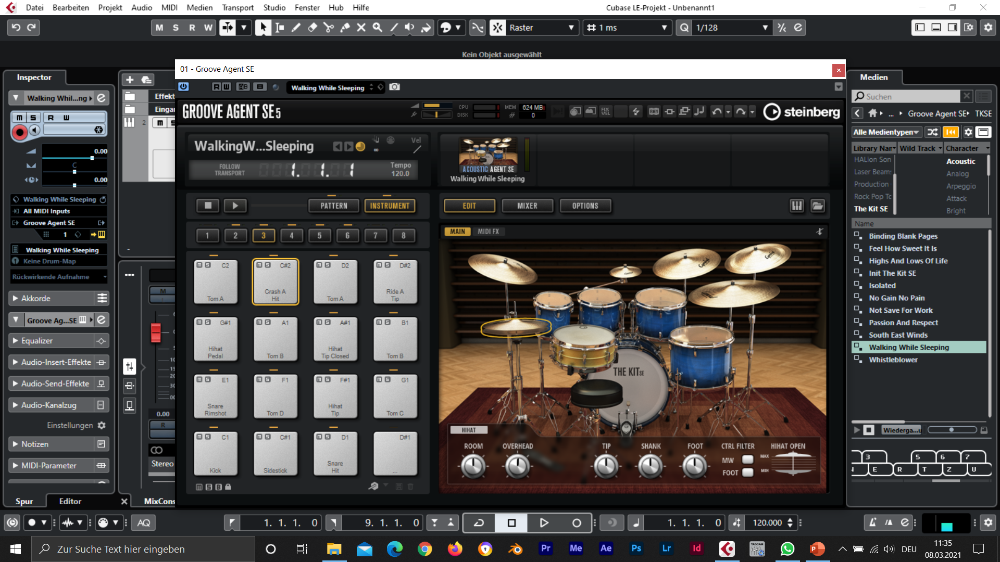 Datei Bearbeiten Projekt Audio MIDI Medien Transport Studio Fenster Hub Hilfe
Cubase LE-Projekt - Unbenannt1
M S R W
Raster
1 ms
Q 1/128
Kein Objekt ausgewählt
Inspector
Walking Whil...ng
M S R W
0.00
C
0.00
Walking While Sleeping
All MIDI Inputs
Groove Agent SE
1
Walking While Sleeping
Keine Drum-Map
Rückwirkende Aufnahme
Akkorde
Groove Ag...SE
Equalizer
Audio-Insert-Effekte
Audio-Send-Effekte
Audio-Kanalzug
Einstellungen
Notizen
MIDI-Parameter
Spur Editor
MixCons
Effekt
Eingan
2
M S
M
0.00
R
Stereo
01 - Groove Agent SE
R W
Walking While Sleeping
GROOVE AGENT SE 5
CPU
DISK
MEM 624 MB
# 0
FIX VEL
steinberg
WalkingW...Sleeping
Vel
FOLLOW TRANSPORT
1. 1. 1
Tempo
120.0
ACOUSTIC AGENT SE
Walking While Sleeping
PATTERN INSTRUMENT
EDIT MIXER OPTIONS
1 2 3 4 5 6 7 8
MAIN MIDI FX
M S C2
Tom A
M S C#2
Crash A
Hit
M S D2
Tom A
M S D#2
Ride A
Tip
M S G#1
Hihat
Pedal
M S A1
Tom B
M S A#1
Hihat
Tip Closed
M S B1
Tom B
M S E1
Snare
Rimshot
M S F1
Tom D
M S F#1
Hihat
Tip
M S G1
Tom C
M S C1
Kick
M S C#1
Sidestick
M S D1
Snare
Hit
D#1
...
M S B
THE KIT SE
HIHAT
ROOM OVERHEAD TIP SHANK FOOT CTRL FILTER HIHAT OPEN
MW
FOOT
MAX
MIN
Medien
Suchen
... Groove Agent SE TKSE
Alle Medientypen
Library Nam Wild Track Character
HALion Son
Laser Beams
Production
Rock Pop To
The Kit SE
Acoustic
Analog
Arpeggio
Attack
Bright
Name
Binding Blank Pages
Feel How Sweet It Is
Highs And Lows Of Life
Init The Kit SE
Isolated
No Gain No Pain
Not Save For Work
Passion And Respect
South East Winds
Walking While Sleeping
Whistleblower
Wiederga...u
3 5 6 7
E R T Z U
AQ
1. 1. 1. 0
9. 1. 1. 0
1. 1. 1. 0
120.000
Zur Suche Text hier eingeben
Pr Me Ae Ps Lr Id
TASCAM
DEU
11:35
08.03.2021